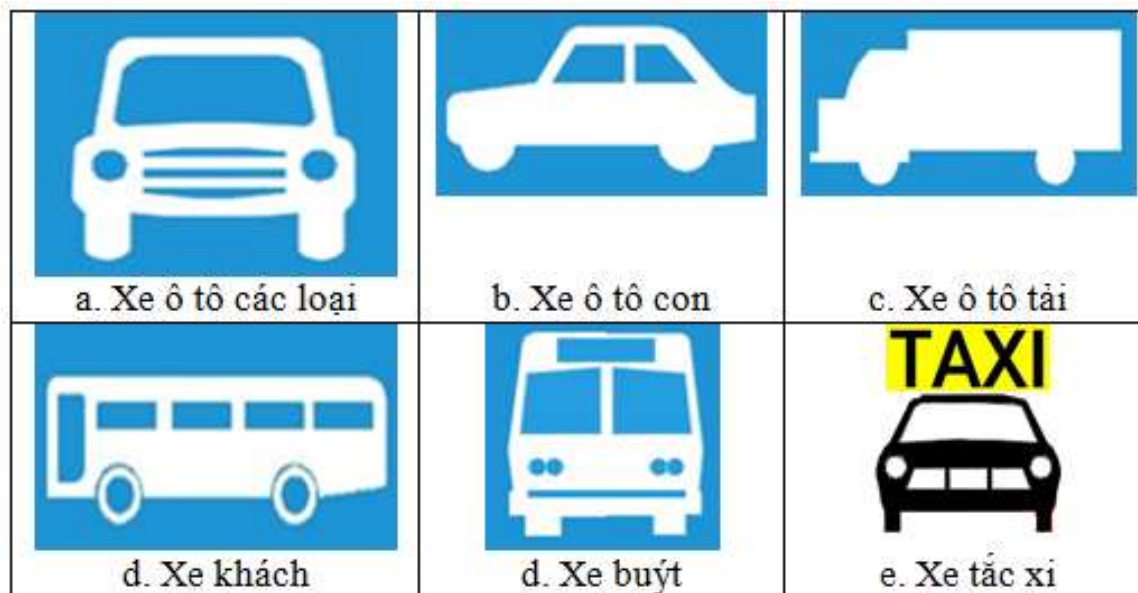 a. Xe ô tô các loại
b. Xe ô tô con
c. Xe ô tô tải
TAXI
d. Xe khách
d. Xe buýt
e. Xe tắc xi